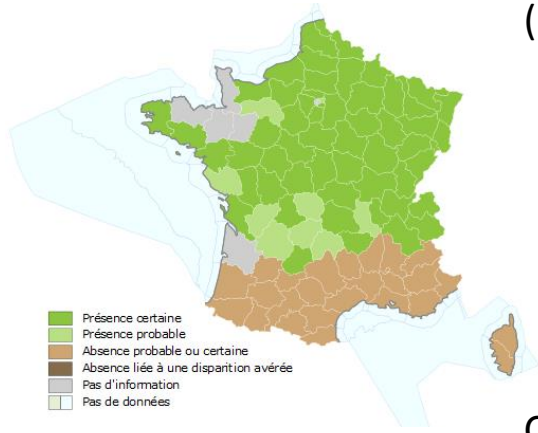 (
Présence certaine
Présence probable
Absence probable ou certaine
Absence liée à une disparition avérée
Pas d'information
Pas de données